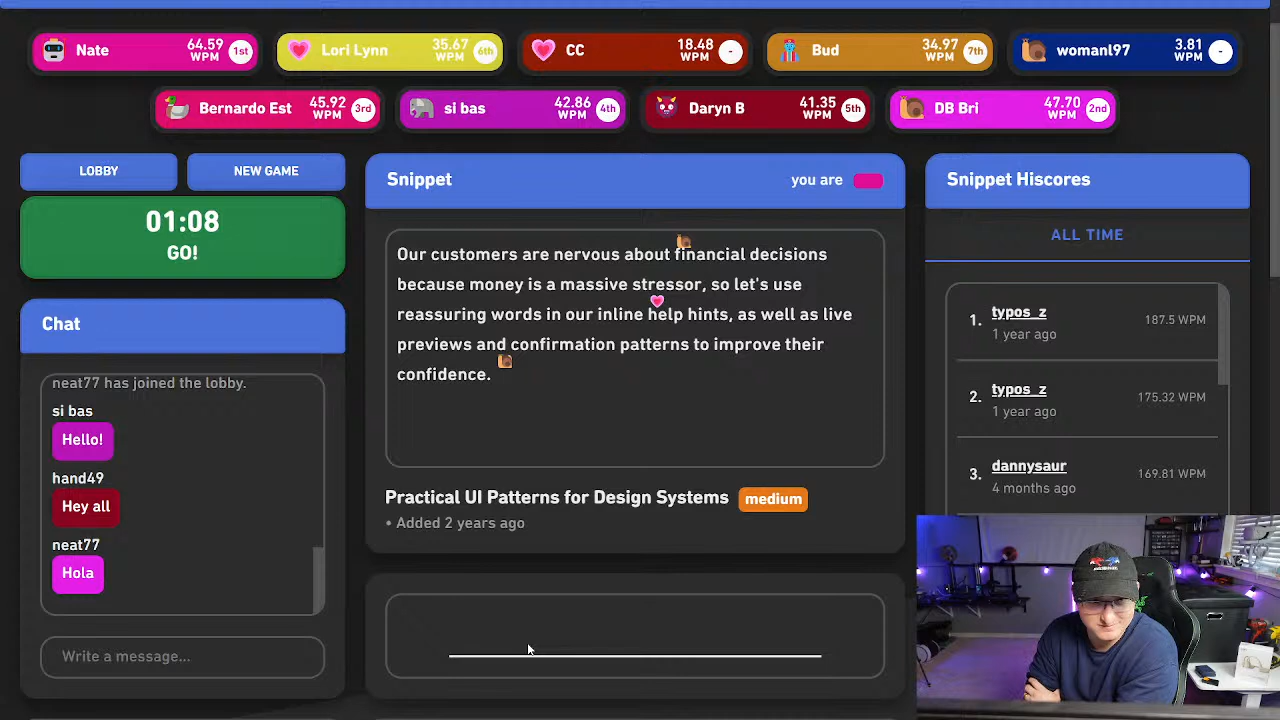 Nate 64.59 WPM 1st
Lori Lynn 35.67 WPM 6th
CC 18.48 WPM -
Bud 34.97 WPM 7th
womanl97 3.81 WPM -
Bernardo Est 45.92 WPM 3rd
si bas 42.86 WPM 4th
Daryn B 41.35 WPM 5th
DB Bri 47.70 WPM 2nd
LOBBY
NEW GAME
01:08
GO!
Chat
neat77 has joined the lobby.
si bas
Hello!
hand49
Hey all
neat77
Hola
Write a message...
Snippet
you are
Our customers are nervous about financial decisions
because money is a massive stressor, so let's use
reassuring words in our inline help hints, as well as live
previews and confirmation patterns to improve their
confidence.
Practical UI Patterns for Design Systems medium
• Added 2 years ago
Snippet Hiscores
ALL TIME
1. typos_z 187.5 WPM
1 year ago
2. typos_z 175.32 WPM
1 year ago
3. dannysaur 169.81 WPM
4 months ago